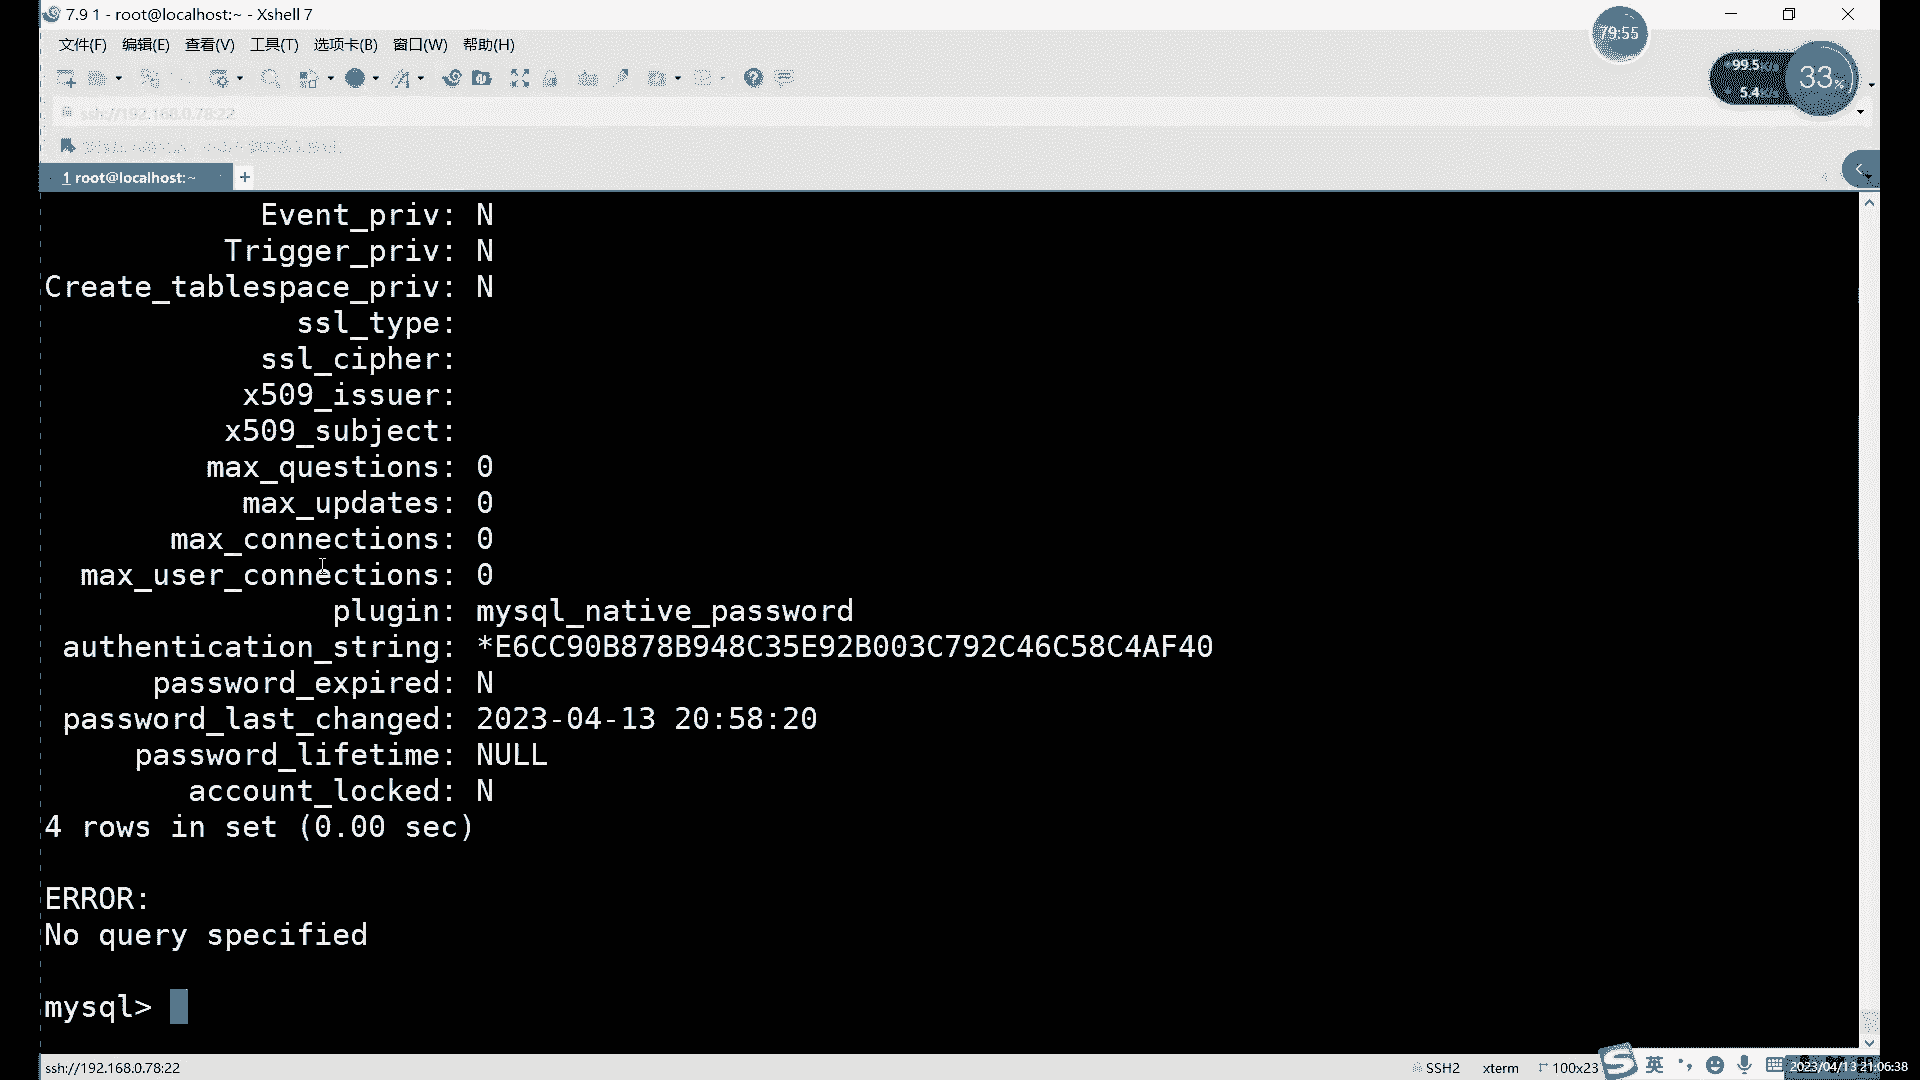 7.9 1 - root@localhost:~ - Xshell 7
79:55
文件(F) 编辑(E) 查看(V) 工具(T) 选项卡(B) 窗口(W) 帮助(H)
99.5
5.4
33%
ssh://192.168.0.78:22
1 root@localhost:~
Event_priv: N
Trigger_priv: N
Create_tablespace_priv: N
ssl_type:
ssl_cipher:
x509_issuer:
x509_subject:
max_questions: 0
max_updates: 0
max_connections: 0
max_user_connections: 0
plugin: mysql_native_password
authentication_string: *E6CC90B878B948C35E92B003C792C46C58C4AF40
password_expired: N
password_last_changed: 2023-04-13 20:58:20
password_lifetime: NULL
account_locked: N
4 rows in set (0.00 sec)
ERROR:
No query specified
mysql>
ssh://192.168.0.78:22
SSH2
xterm
100x23
英
2023/04/13 21:06:38